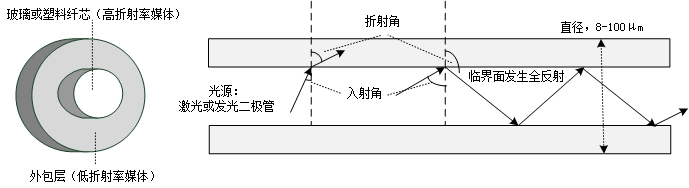 玻璃或塑料纤芯（高折射率媒体）
外包层（低折射率媒体）
折射角
直径，8-100μm
临界面发生全反射
光源：
激光或发光二极管
入射角